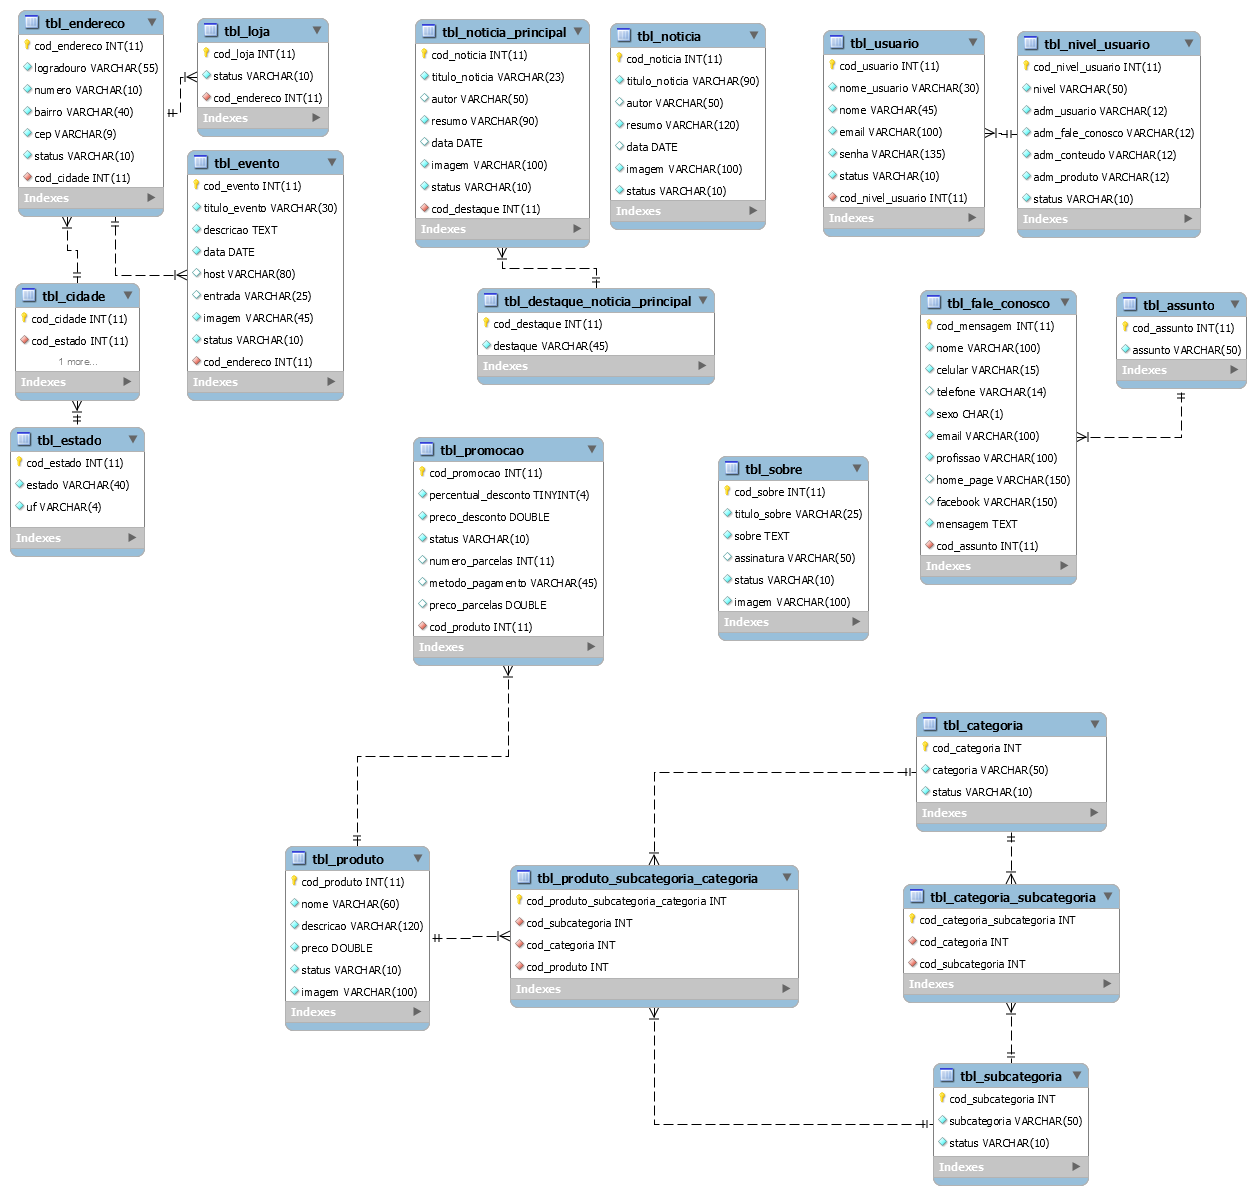 tbl_endereco
cod_endereco INT(11)
logradouro VARCHAR(55)
numero VARCHAR(10)
bairro VARCHAR(40)
cep VARCHAR(9)
status VARCHAR(10)
cod_cidade INT(11)
Indexes
tbl_loja
cod_loja INT(11)
status VARCHAR(10)
cod_endereco INT(11)
Indexes
tbl_evento
cod_evento INT(11)
titulo_evento VARCHAR(30)
descricao TEXT
data DATE
host VARCHAR(80)
entrada VARCHAR(25)
imagem VARCHAR(45)
status VARCHAR(10)
cod_endereco INT(11)
Indexes
tbl_cidade
cod_cidade INT(11)
cod_estado INT(11)
1 more...
Indexes
tbl_estado
cod_estado INT(11)
estado VARCHAR(40)
uf VARCHAR(4)
Indexes
tbl_noticia_principal
cod_noticia INT(11)
titulo_noticia VARCHAR(23)
autor VARCHAR(50)
resumo VARCHAR(90)
data DATE
imagem VARCHAR(100)
status VARCHAR(10)
cod_destaque INT(11)
Indexes
tbl_noticia
cod_noticia INT(11)
titulo_noticia VARCHAR(90)
autor VARCHAR(50)
resumo VARCHAR(120)
data DATE
imagem VARCHAR(100)
status VARCHAR(10)
Indexes
tbl_destaque_noticia_principal
cod_destaque INT(11)
destaque VARCHAR(45)
Indexes
tbl_usuario
cod_usuario INT(11)
nome_usuario VARCHAR(30)
nome VARCHAR(45)
email VARCHAR(100)
senha VARCHAR(135)
status VARCHAR(10)
cod_nivel_usuario INT(11)
Indexes
tbl_nivel_usuario
cod_nivel_usuario INT(11)
nivel VARCHAR(50)
adm_usuario VARCHAR(12)
adm_fale_conosco VARCHAR(12)
adm_conteudo VARCHAR(12)
adm_produto VARCHAR(12)
status VARCHAR(10)
Indexes
tbl_fale_conosco
cod_mensagem INT(11)
nome VARCHAR(100)
celular VARCHAR(15)
telefone VARCHAR(14)
sexo CHAR(1)
email VARCHAR(100)
profissao VARCHAR(100)
home_page VARCHAR(150)
facebook VARCHAR(150)
mensagem TEXT
cod_assunto INT(11)
Indexes
tbl_assunto
cod_assunto INT(11)
assunto VARCHAR(50)
Indexes
tbl_promocao
cod_promocao INT(11)
percentual_desconto TINYINT(4)
preco_desconto DOUBLE
status VARCHAR(10)
numero_parcelas INT(11)
metodo_pagamento VARCHAR(45)
preco_parcelas DOUBLE
cod_produto INT(11)
Indexes
tbl_sobre
cod_sobre INT(11)
titulo_sobre VARCHAR(25)
sobre TEXT
assinatura VARCHAR(50)
status VARCHAR(10)
imagem VARCHAR(100)
Indexes
tbl_categoria
cod_categoria INT
categoria VARCHAR(50)
status VARCHAR(10)
Indexes
tbl_produto
cod_produto INT(11)
nome VARCHAR(60)
descricao VARCHAR(120)
preco DOUBLE
status VARCHAR(10)
imagem VARCHAR(100)
Indexes
tbl_produto_subcategoria_categoria
cod_produto_subcategoria_categoria INT
cod_subcategoria INT
cod_categoria INT
cod_produto INT
Indexes
tbl_categoria_subcategoria
cod_categoria_subcategoria INT
cod_categoria INT
cod_subcategoria INT
Indexes
tbl_subcategoria
cod_subcategoria INT
subcategoria VARCHAR(50)
status VARCHAR(10)
Indexes